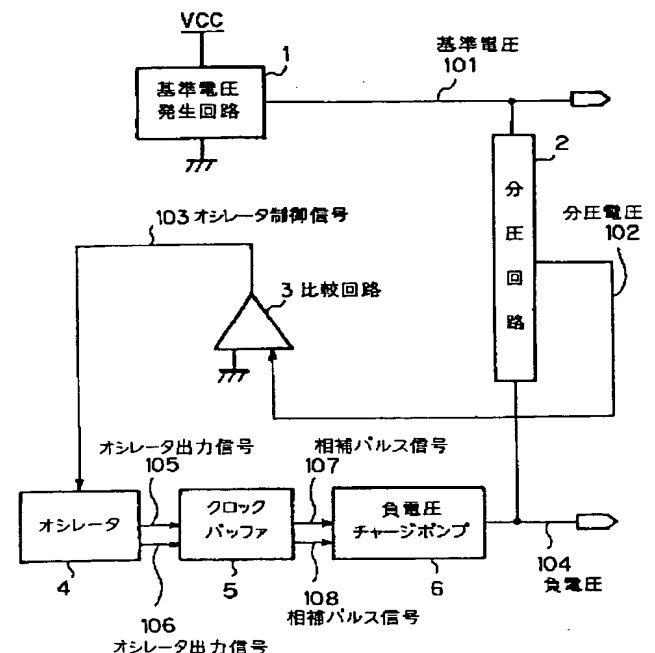 VCC
1
基準電圧
発生回路
基準電圧
101
2
分圧回路
分圧電圧
102
103 オシレータ制御信号
3 比較回路
オシレータ出力信号
105
相補パルス信号
107
オシレータ
4
クロック
バッファ
5
負電圧
チャージポンプ
6
104
負電圧
106
オシレータ出力信号
108
相補パルス信号